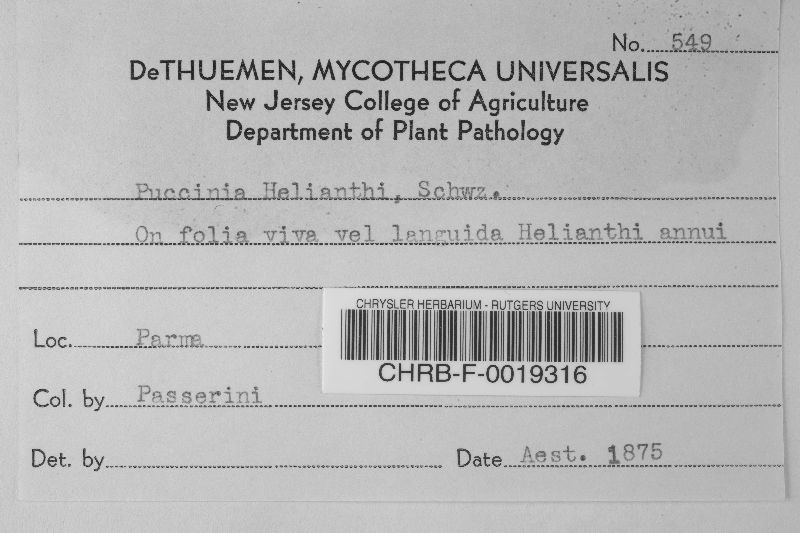 No. 549
DeTHUEMEN, MYCOTHECA UNIVERSALIS
New Jersey College of Agriculture
Department of Plant Pathology
Puccinia Helianthi, Schwz.
On folia viva vel languida Helianthi annui
Loc. Parma
CHRYSLER HERBARIUM - RUTGERS UNIVERSITY
CHRB-F-0019316
Col. by Passerini
Det. by
Date Aest. 1875